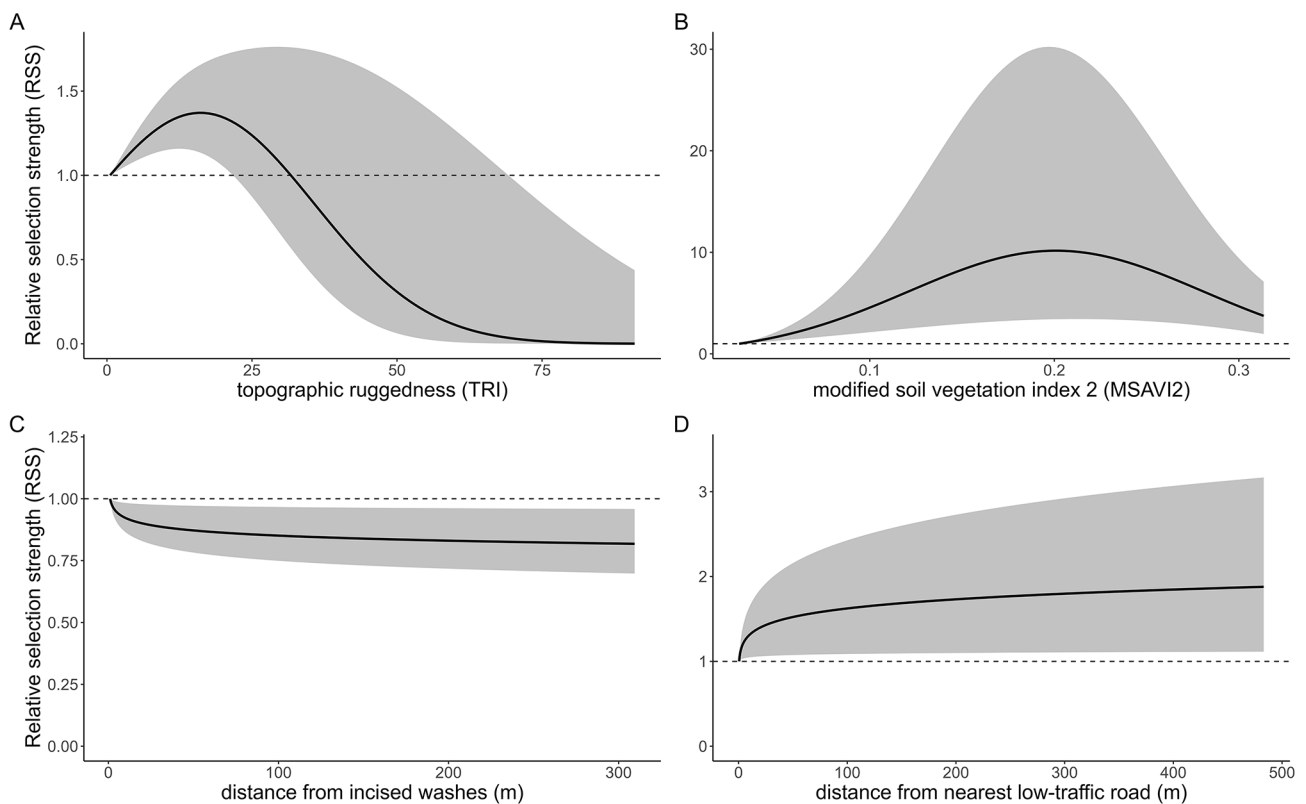 A
Relative selection strength (RSS)
1.5
1.0
0.5
0.0
0 25 50 75
topographic ruggedness (TRI)
B
30
20
10
0
0.1 0.2 0.3
modified soil vegetation index 2 (MSAVI2)
C
Relative selection strength (RSS)
1.25
1.00
0.75
0.50
0.25
0.00
0 100 200 300
distance from incised washes (m)
D
3
2
1
0
0 100 200 300 400 500
distance from nearest low-traffic road (m)